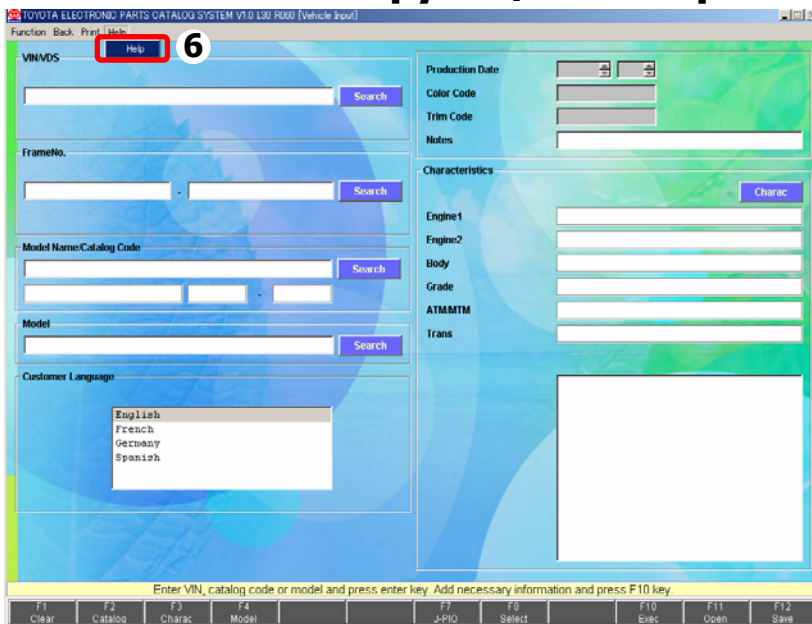 TOYOTA ELECTRONIC PARTS CATALOG SYSTEM V1.0 L30 R060 [Vehicle Input]
Function Back Print Help
Help
6
VIN/VDS
Search
FrameNo.
-
Search
Model Name/Catalog Code
Search
-
Model
Search
Customer Language
English
French
Germany
Spanish
Production Date
Color Code
Trim Code
Notes
Characteristics
Charac
Engine1
Engine2
Body
Grade
ATM/MTM
Trans
Enter VIN, catalog code or model and press enter key. Add necessary information and press F10 key.
F1 F2 F3 F4 F7 F8 F10 F11 F12
Clear Catalog Charac Model J-PIO Select Exec Open Save